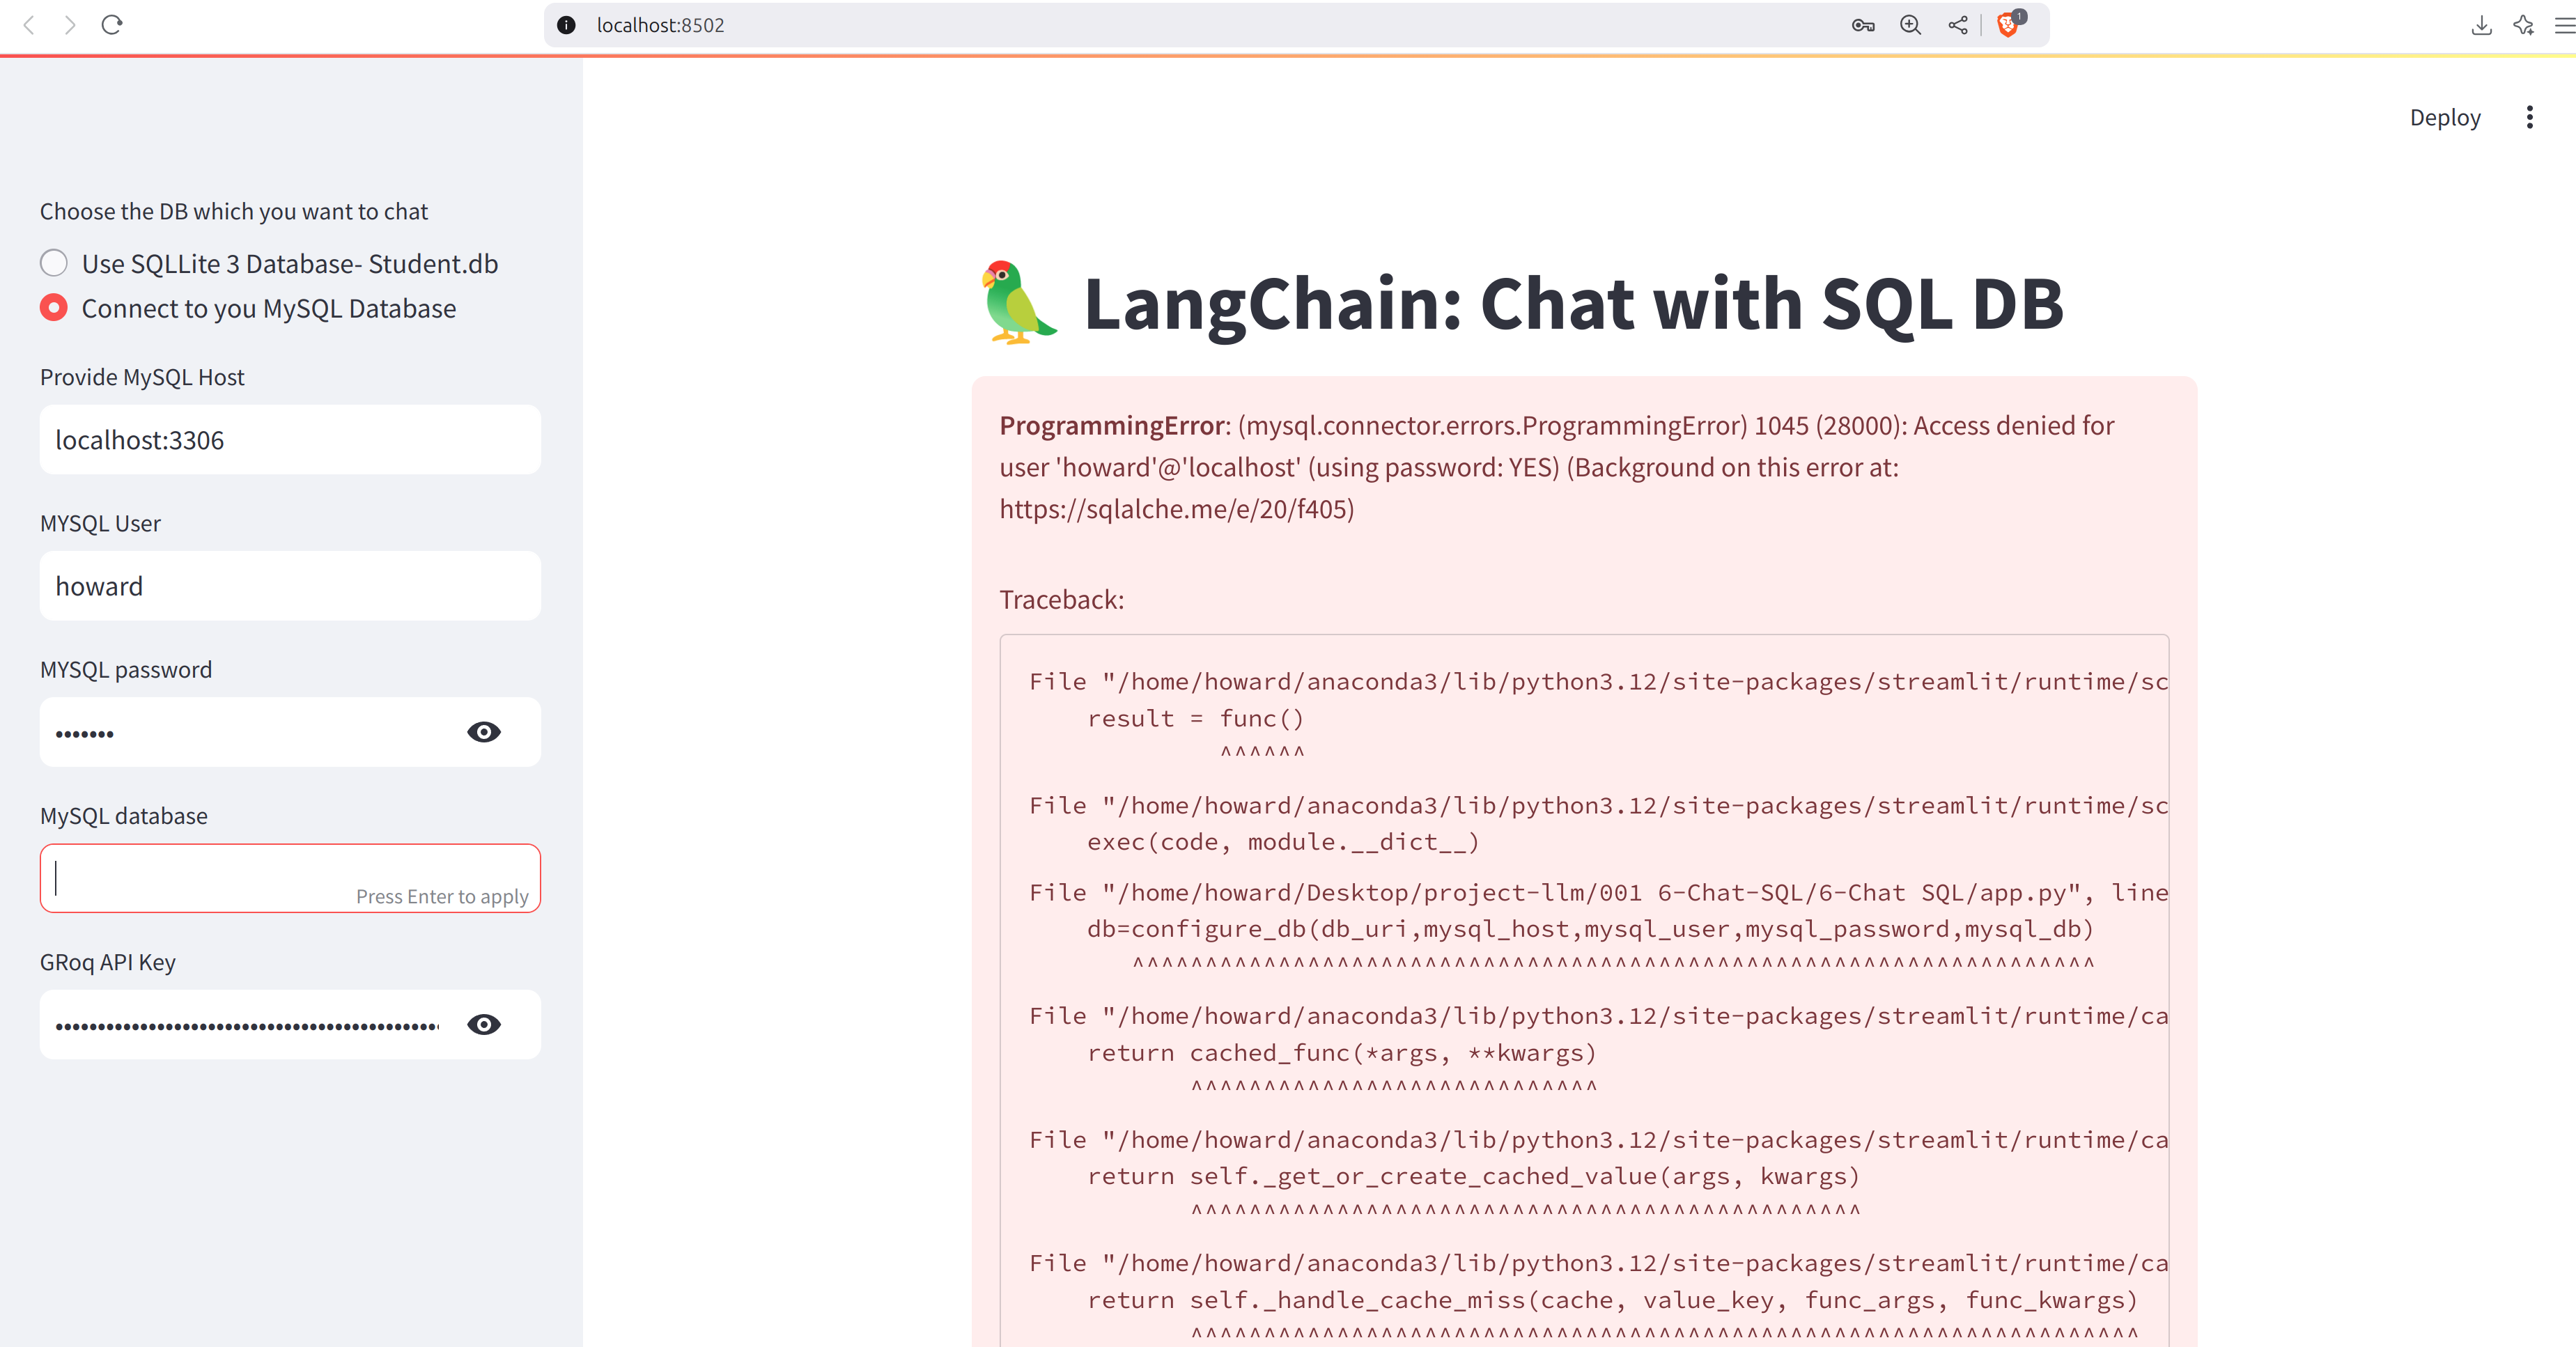 localhost:8502
1
Deploy
Choose the DB which you want to chat
Use SQLLite 3 Database- Student.db
Connect to you MySQL Database
Provide MySQL Host
localhost:3306
MYSQL User
howard
MYSQL password
•••••••
MySQL database
Press Enter to apply
GRoq API Key
LangChain: Chat with SQL DB
ProgrammingError: (mysql.connector.errors.ProgrammingError) 1045 (28000): Access denied for
user 'howard'@'localhost' (using password: YES) (Background on this error at:
https://sqlalche.me/e/20/f405)
Traceback:
File "/home/howard/anaconda3/lib/python3.12/site-packages/streamlit/runtime/sc
result = func()
^^^^^^
File "/home/howard/anaconda3/lib/python3.12/site-packages/streamlit/runtime/sc
exec(code, module.__dict__)
File "/home/howard/Desktop/project-llm/001 6-Chat-SQL/6-Chat SQL/app.py", line
db=configure_db(db_uri,mysql_host,mysql_user,mysql_password,mysql_db)
^^^^^^^^^^^^^^^^^^^^^^^^^^^^^^^^^^^^^^^^^^^^^^^^^^^^^^^^^^^^^^^^^^
File "/home/howard/anaconda3/lib/python3.12/site-packages/streamlit/runtime/ca
return cached_func(*args, **kwargs)
^^^^^^^^^^^^^^^^^^^^^^^^^^^^
File "/home/howard/anaconda3/lib/python3.12/site-packages/streamlit/runtime/ca
return self._get_or_create_cached_value(args, kwargs)
^^^^^^^^^^^^^^^^^^^^^^^^^^^^^^^^^^^^^^^^^^^^^^
File "/home/howard/anaconda3/lib/python3.12/site-packages/streamlit/runtime/ca
return self._handle_cache_miss(cache, value_key, func_args, func_kwargs)
^^^^^^^^^^^^^^^^^^^^^^^^^^^^^^^^^^^^^^^^^^^^^^^^^^^^^^^^^^^^^^^^^